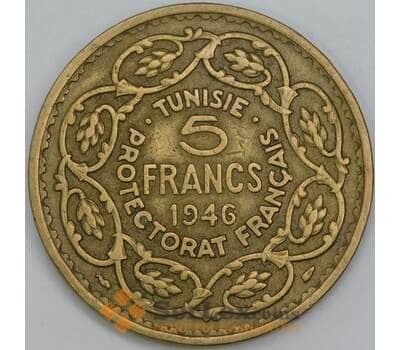 · TUNISIE ·
5
FRANCS
1946
PROTECTORAT FRANÇAIS